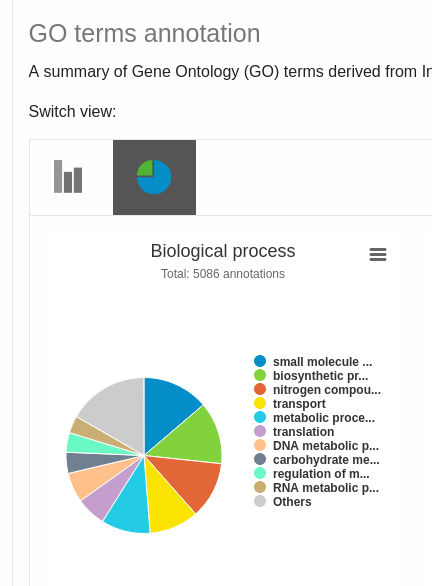 GO terms annotation
A summary of Gene Ontology (GO) terms derived from
Switch view:
Biological process
Total: 5086 annotations
small molecule ...
biosynthetic pr...
nitrogen compou...
transport
metabolic proce...
translation
DNA metabolic p...
carbohydrate me...
regulation of m...
RNA metabolic p...
Others